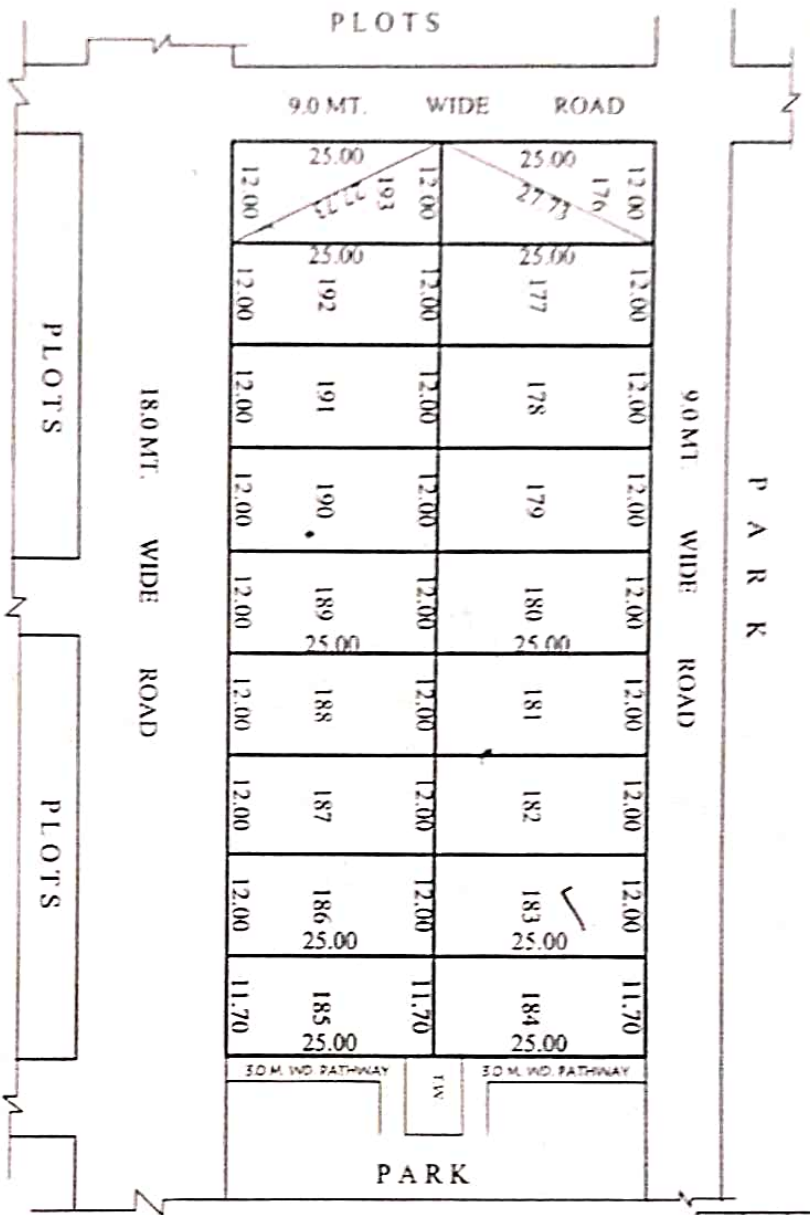 PLOTS
9.0 MT. WIDE ROAD
25.00 25.00
12.00 193 12.00 176 12.00
27.73 27.73
25.00 25.00
12.00 192 12.00 177 12.00
12.00 191 12.00 178 12.00
12.00 190 12.00 179 12.00
12.00 189 12.00 180 12.00
25.00 25.00
12.00 188 12.00 181 12.00
12.00 187 12.00 182 12.00
12.00 186 12.00 183 12.00
25.00 25.00
11.70 185 11.70 184 11.70
25.00 25.00
3.0 M. WD. PATHWAY T.W 3.0 M. WD. PATHWAY
PARK
PLOTS
PLOTS
18.0 MT. WIDE ROAD
9.0 MT. WIDE ROAD
PARK